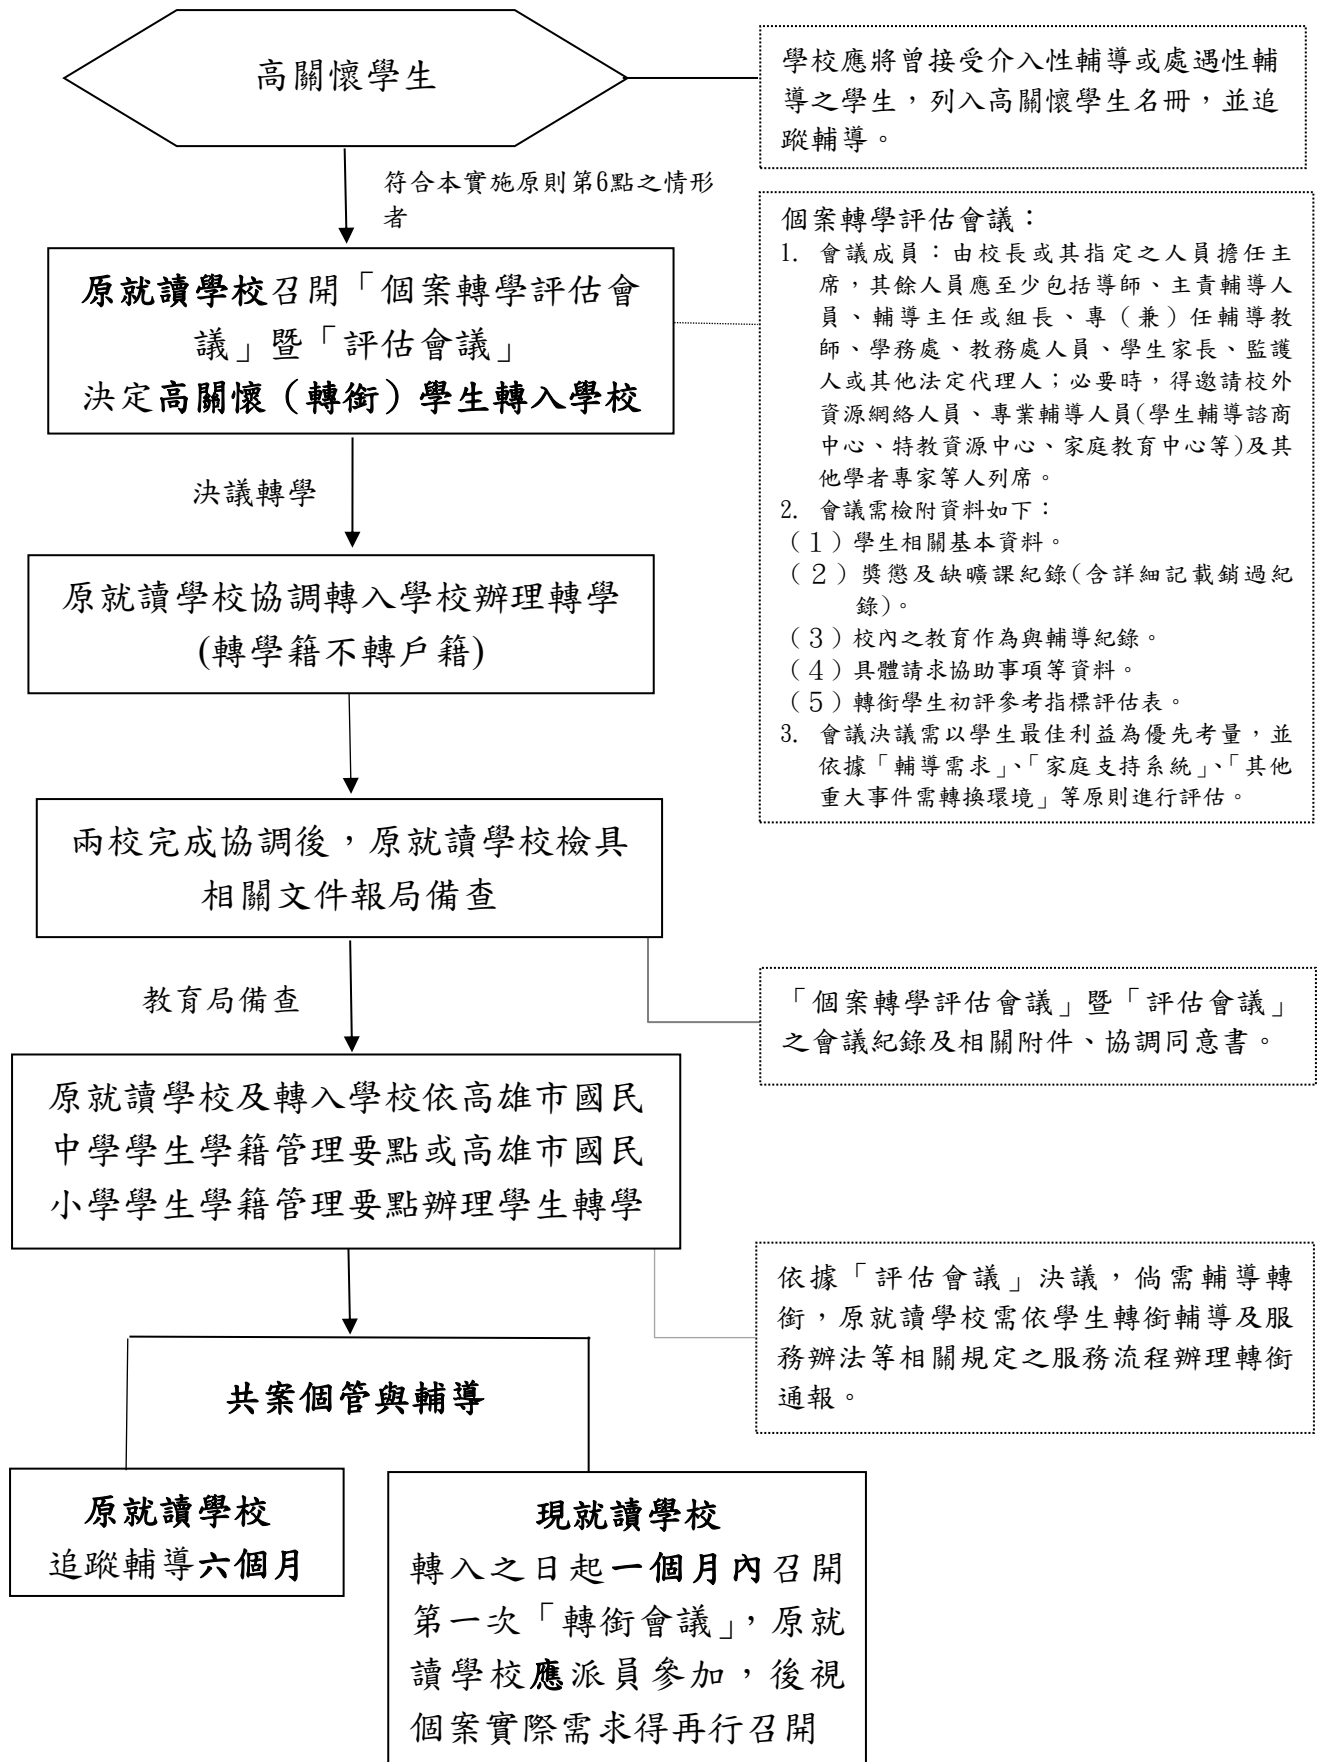 高關懷學生
學校應將曾接受介入性輔導或處遇性輔
導之學生，列入高關懷學生名冊，並追
蹤輔導。
符合本實施原則第6點之情形
者
原就讀學校召開「個案轉學評估會
議」暨「評估會議」
決定高關懷（轉銜）學生轉入學校
個案轉學評估會議：
1. 會議成員：由校長或其指定之人員擔任主
席，其餘人員應至少包括導師、主責輔導人
員、輔導主任或組長、專（兼）任輔導教
師、學務處、教務處人員、學生家長、監護
人或其他法定代理人；必要時，得邀請校外
資源網絡人員、專業輔導人員(學生輔導諮商
中心、特教資源中心、家庭教育中心等)及其
他學者專家等人列席。
2. 會議需檢附資料如下：
（1）學生相關基本資料。
（2）獎懲及缺曠課紀錄(含詳細記載銷過紀
錄)。
（3）校內之教育作為與輔導紀錄。
（4）具體請求協助事項等資料。
（5）轉銜學生初評參考指標評估表。
3. 會議決議需以學生最佳利益為優先考量，並
依據「輔導需求」、「家庭支持系統」、「其他
重大事件需轉換環境」等原則進行評估。
決議轉學
原就讀學校協調轉入學校辦理轉學
(轉學籍不轉戶籍)
兩校完成協調後，原就讀學校檢具
相關文件報局備查
「個案轉學評估會議」暨「評估會議」
之會議紀錄及相關附件、協調同意書。
教育局備查
原就讀學校及轉入學校依高雄市國民
中學學生學籍管理要點或高雄市國民
小學學生學籍管理要點辦理學生轉學
依據「評估會議」決議，倘需輔導轉
銜，原就讀學校需依學生轉銜輔導及服
務辦法等相關規定之服務流程辦理轉銜
通報。
共案個管與輔導
原就讀學校
追蹤輔導六個月
現就讀學校
轉入之日起一個月內召開
第一次「轉銜會議」，原就
讀學校應派員參加，後視
個案實際需求得再行召開